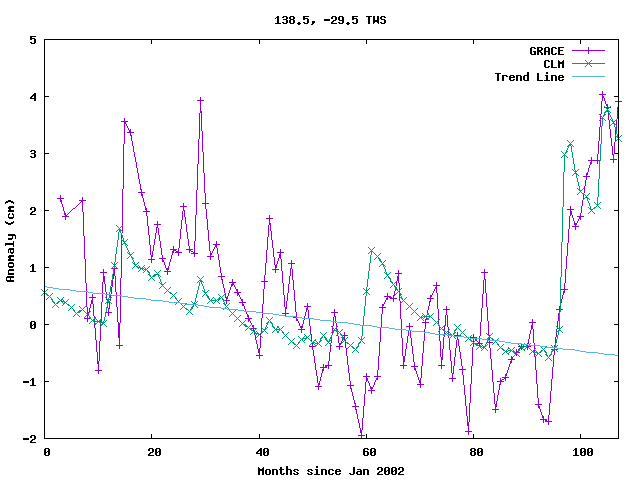 138.5, -29.5 TWS
GRACE
CLM
Trend Line
5
4
3
2
1
0
-1
-2
Anomaly (cm)
0 20 40 60 80 100
Months since Jan 2002